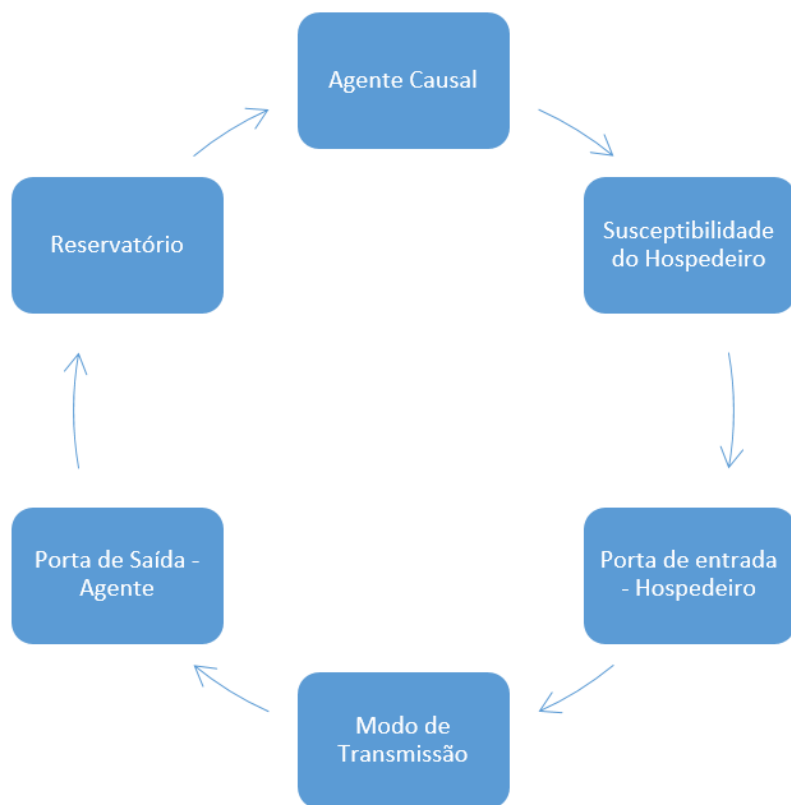 Agente Causal
Susceptibilidade
do Hospedeiro
Porta de entrada
- Hospedeiro
Modo de
Transmissão
Porta de Saída -
Agente
Reservatório